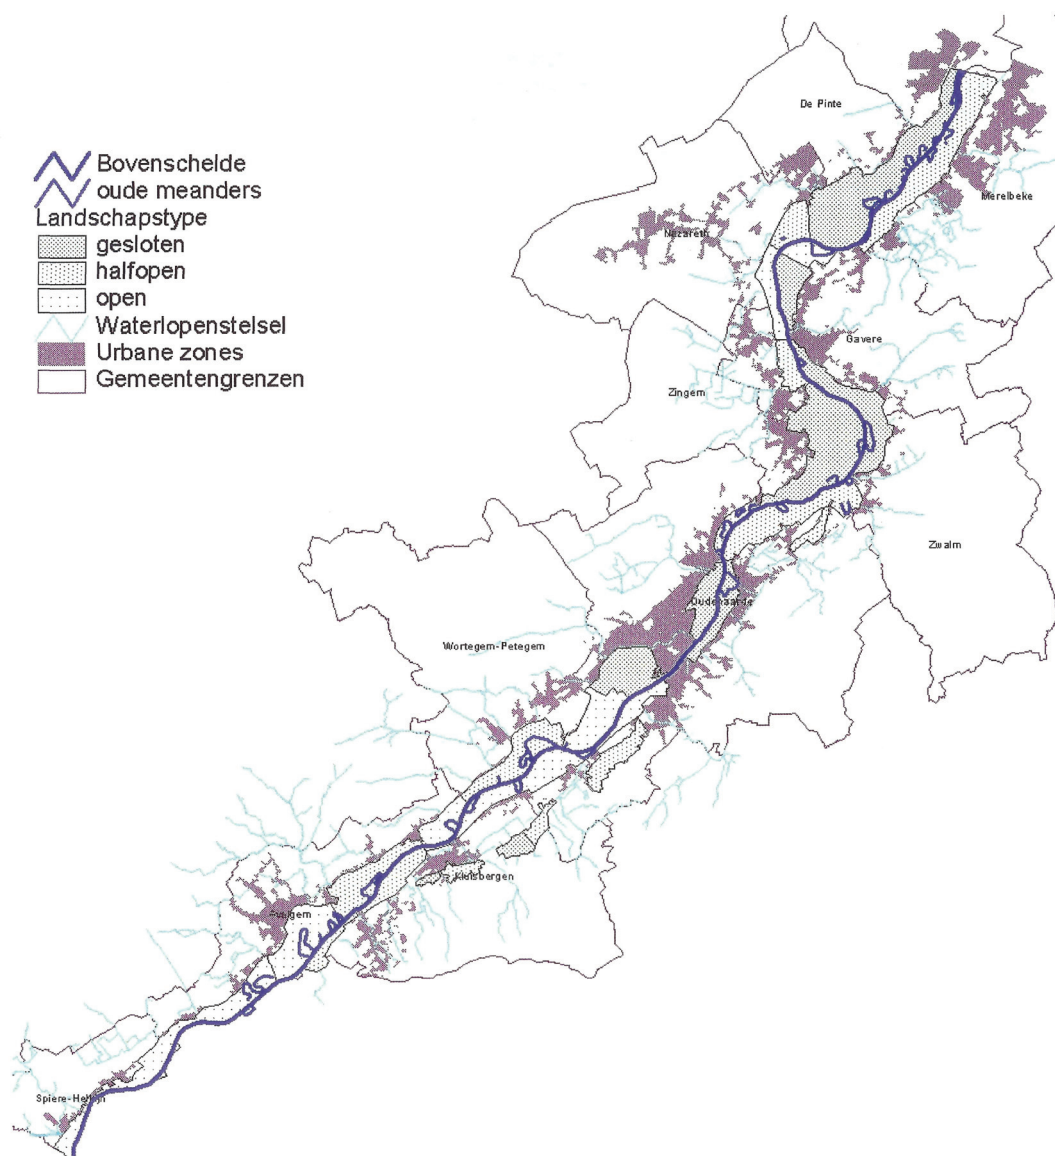 Bovenschelde
oude meanders
Landschapstype
gesloten
halfopen
open
Waterlopenstelsel
Urbane zones
Gemeentengrenzen
De Pinte
Merelbeke
Nazareth
Gavere
Zingem
Zwalm
Oudenaarde
Wortegem-Petegem
Kluisbergen
Avelgem
Spiere-Helkijn